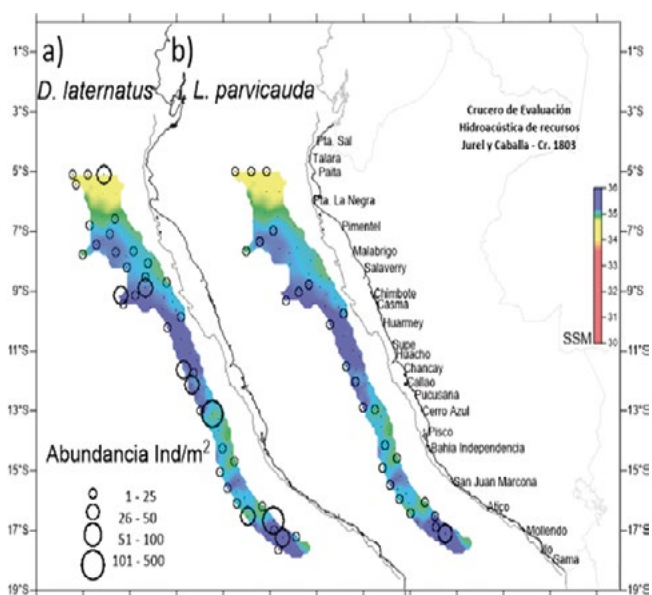 a)
b)
D. laternatus
L. parvicauda
Crucero de Evaluación
Hidroacústica de recursos
Jurel y Caballa - Cr. 1803
1°S
3°S
5°S
7°S
9°S
11°S
13°S
15°S
17°S
19°S
Pta. Sal
Talara
Paita
Pta. La Negra
Pimentel
Malabrigo
Salaverry
Chimbote
Casma
Huarmey
Supe
Huacho
Chancay
Callao
Pucusana
Cerro Azul
Pisco
Bahia Independencia
San Juan Marcona
Atico
Mollendo
Ilo
Sama
36
35
34
33
32
31
30
SSM
Abundancia Ind/m²
1 - 25
26 - 50
51 - 100
101 - 500
1°S
3°S
5°S
7°S
9°S
11°S
13°S
15°S
17°S
19°S